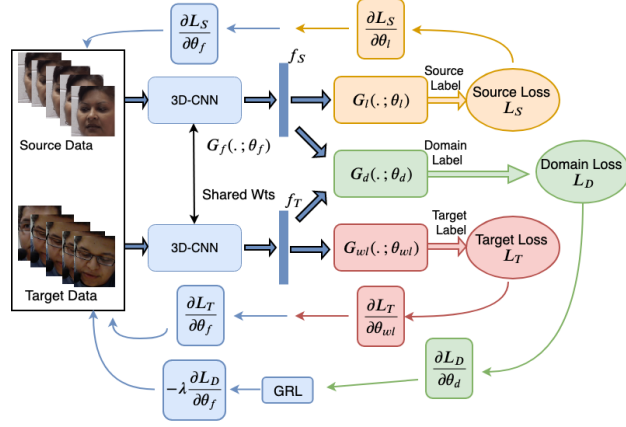 ∂L_S
∂θ_f
∂L_S
∂θ_l
f_S
3D-CNN
G_l(. ; θ_l)
Source
Label
Source Loss
L_S
Source Data
G_f(. ; θ_f)
G_d(. ; θ_d)
Domain
Label
Domain Loss
L_D
Shared Wts
f_T
3D-CNN
G_wl(. ; θ_wl)
Target
Label
Target Loss
L_T
Target Data
∂L_T
∂θ_f
∂L_T
∂θ_wl
−λ ∂L_D
∂θ_f
GRL
∂L_D
∂θ_d